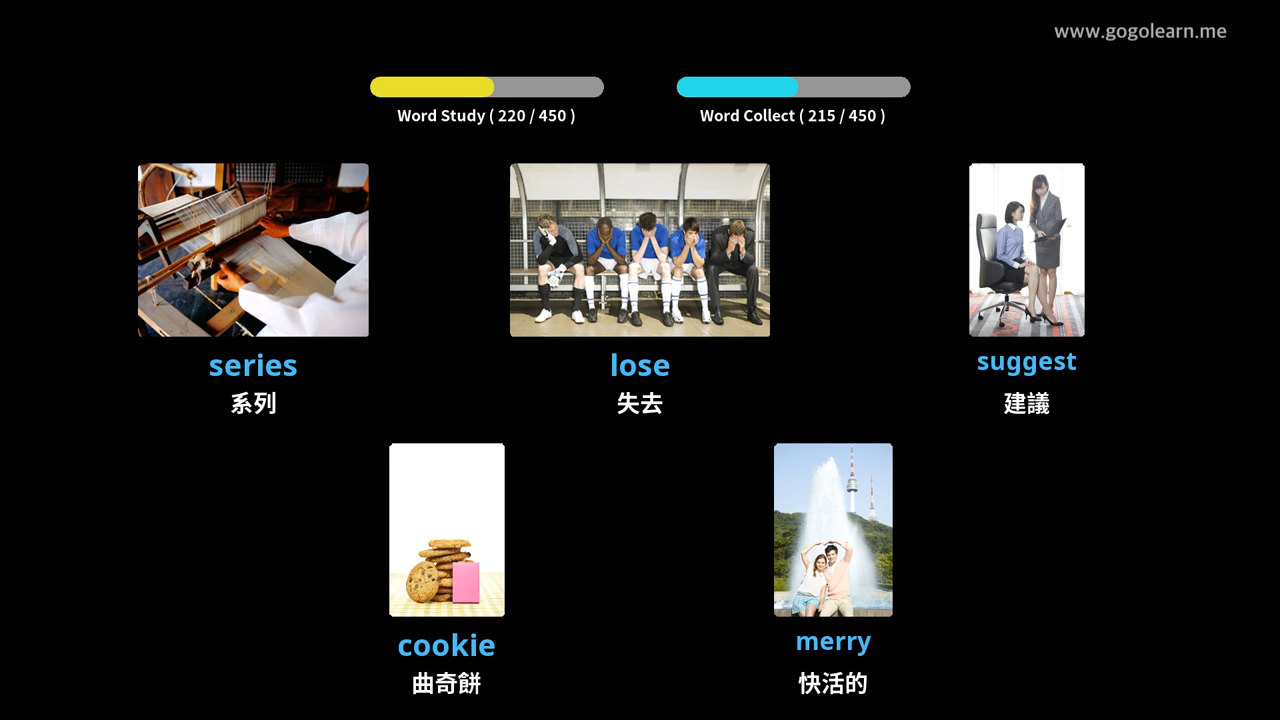 www.gogolearn.me
Word Study ( 220 / 450 )
Word Collect ( 215 / 450 )
series
系列
lose
失去
suggest
建議
cookie
曲奇餅
merry
快活的